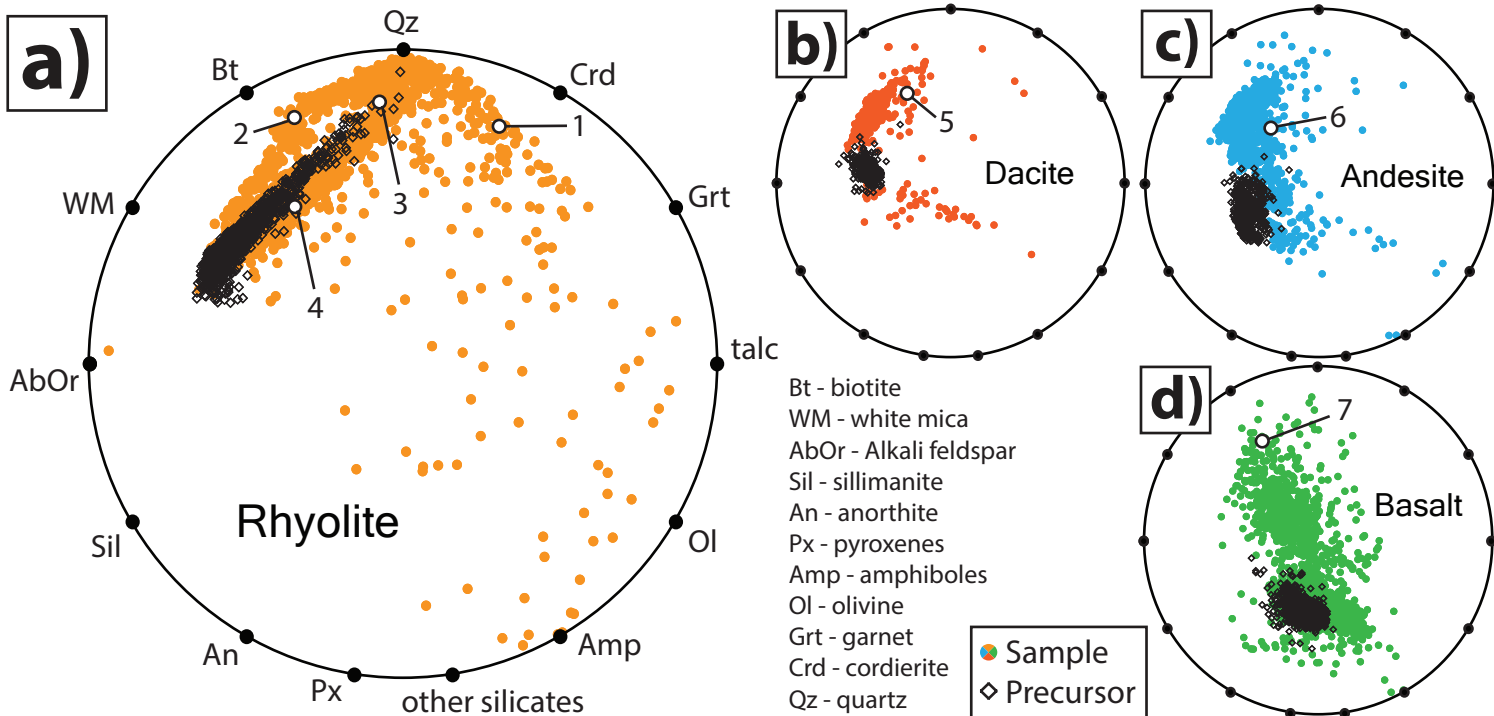 a)
Qz
Bt
Crd
2
1
3
WM
Grt
4
AbOr
talc
Rhyolite
Sil
Ol
An
Amp
Px
other silicates
b)
5
Dacite
c)
6
Andesite
d)
7
Basalt
Bt - biotite
WM - white mica
AbOr - Alkali feldspar
Sil - sillimanite
An - anorthite
Px - pyroxenes
Amp - amphiboles
Ol - olivine
Grt - garnet
Crd - cordierite
Qz - quartz
Sample
Precursor